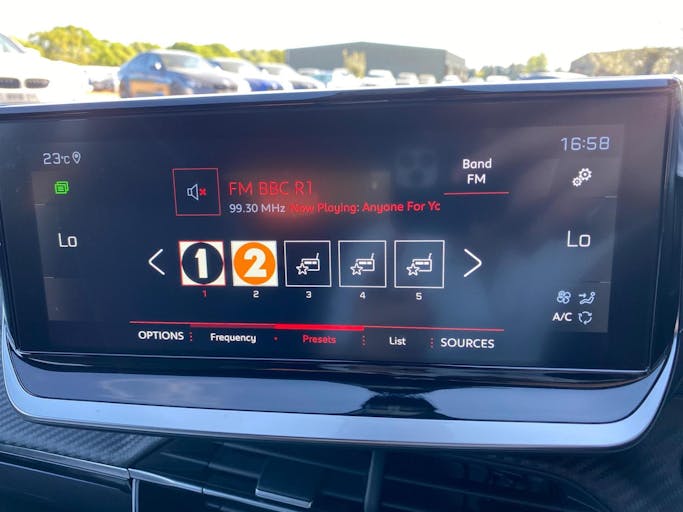 23°C
16:58
Band
FM
FM BBC R1
99.30 MHz Now Playing: Anyone For Yo
Lo
Lo
1 2
1 2 3 4 5
A/C
OPTIONS Frequency Presets List SOURCES